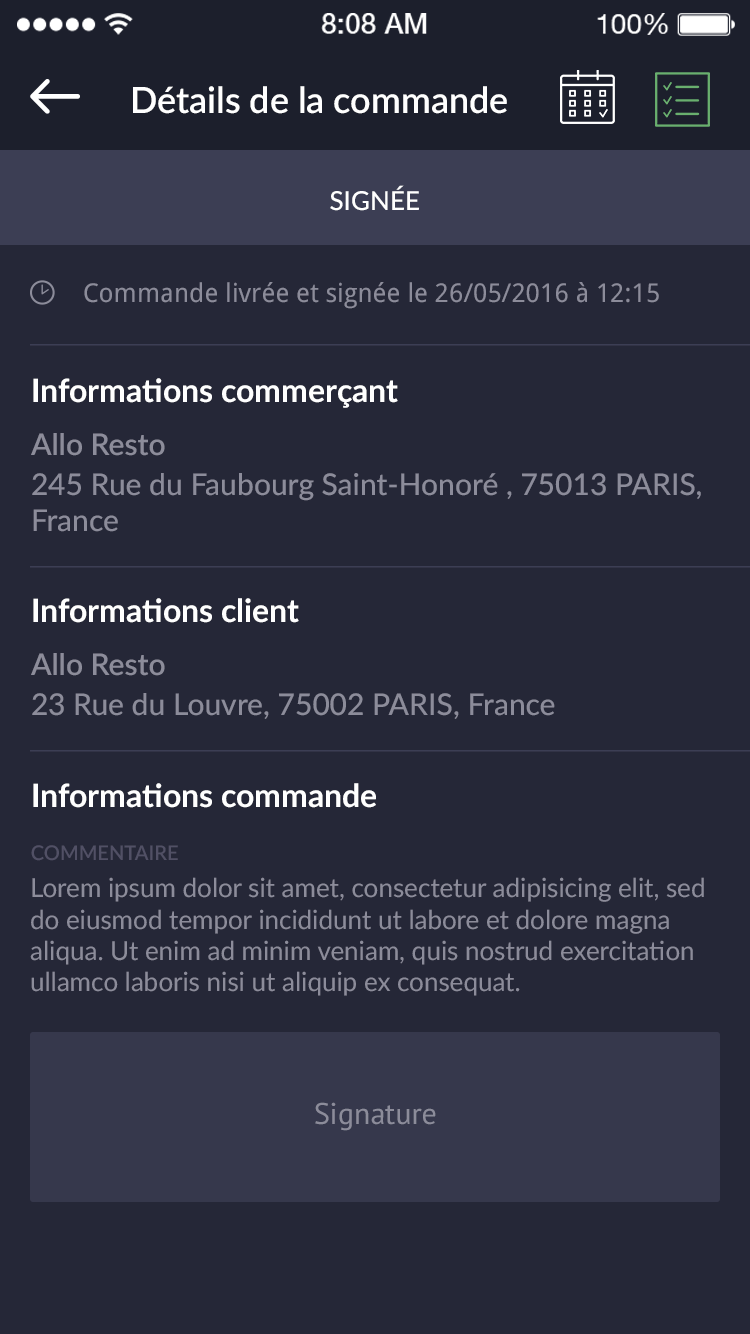 8:08 AM 100%
Détails de la commande
SIGNÉE
Commande livrée et signée le 26/05/2016 à 12:15
Informations commerçant
Allo Resto
245 Rue du Faubourg Saint-Honoré , 75013 PARIS,
France
Informations client
Allo Resto
23 Rue du Louvre, 75002 PARIS, France
Informations commande
COMMENTAIRE
Lorem ipsum dolor sit amet, consectetur adipisicing elit, sed
do eiusmod tempor incididunt ut labore et dolore magna
aliqua. Ut enim ad minim veniam, quis nostrud exercitation
ullamco laboris nisi ut aliquip ex consequat.
Signature